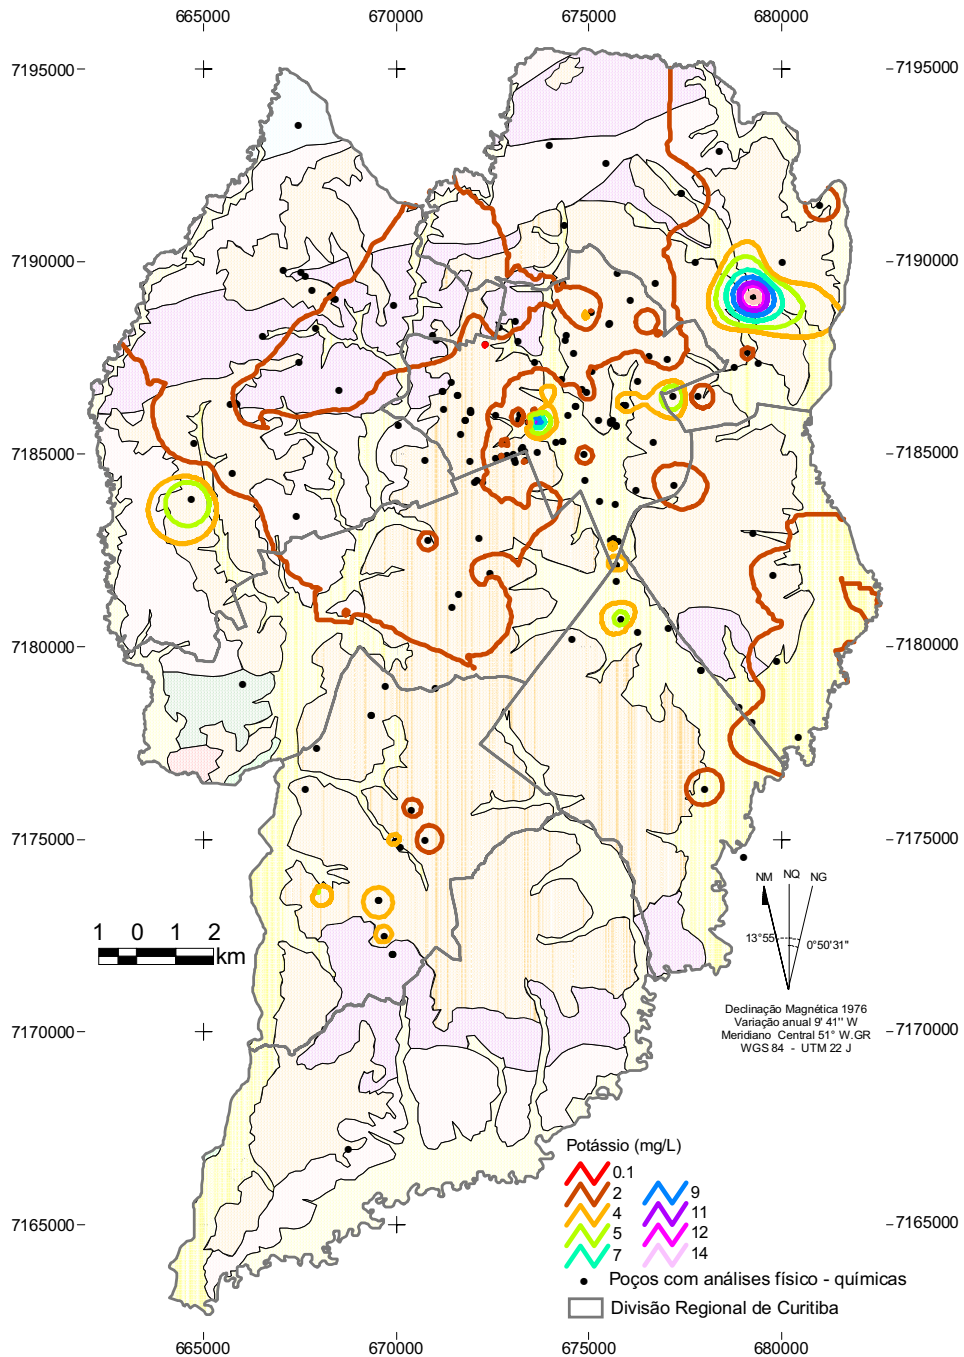 665000 670000 675000 680000
7195000 7195000
7190000 7190000
7185000 7185000
7180000 7180000
7175000 7175000
NM NQ NG
13°55' 0°50'31"
1 0 1 2
km
Declinação Magnética 1976
Variação anual 9' 41'' W
Meridiano Central 51° W.GR
WGS 84 - UTM 22 J
7170000 7170000
Potássio (mg/L)
0.1
2 9
4 11
5 12
7 14
7165000 7165000
Poços com análises físico - químicas
Divisão Regional de Curitiba
665000 670000 675000 680000